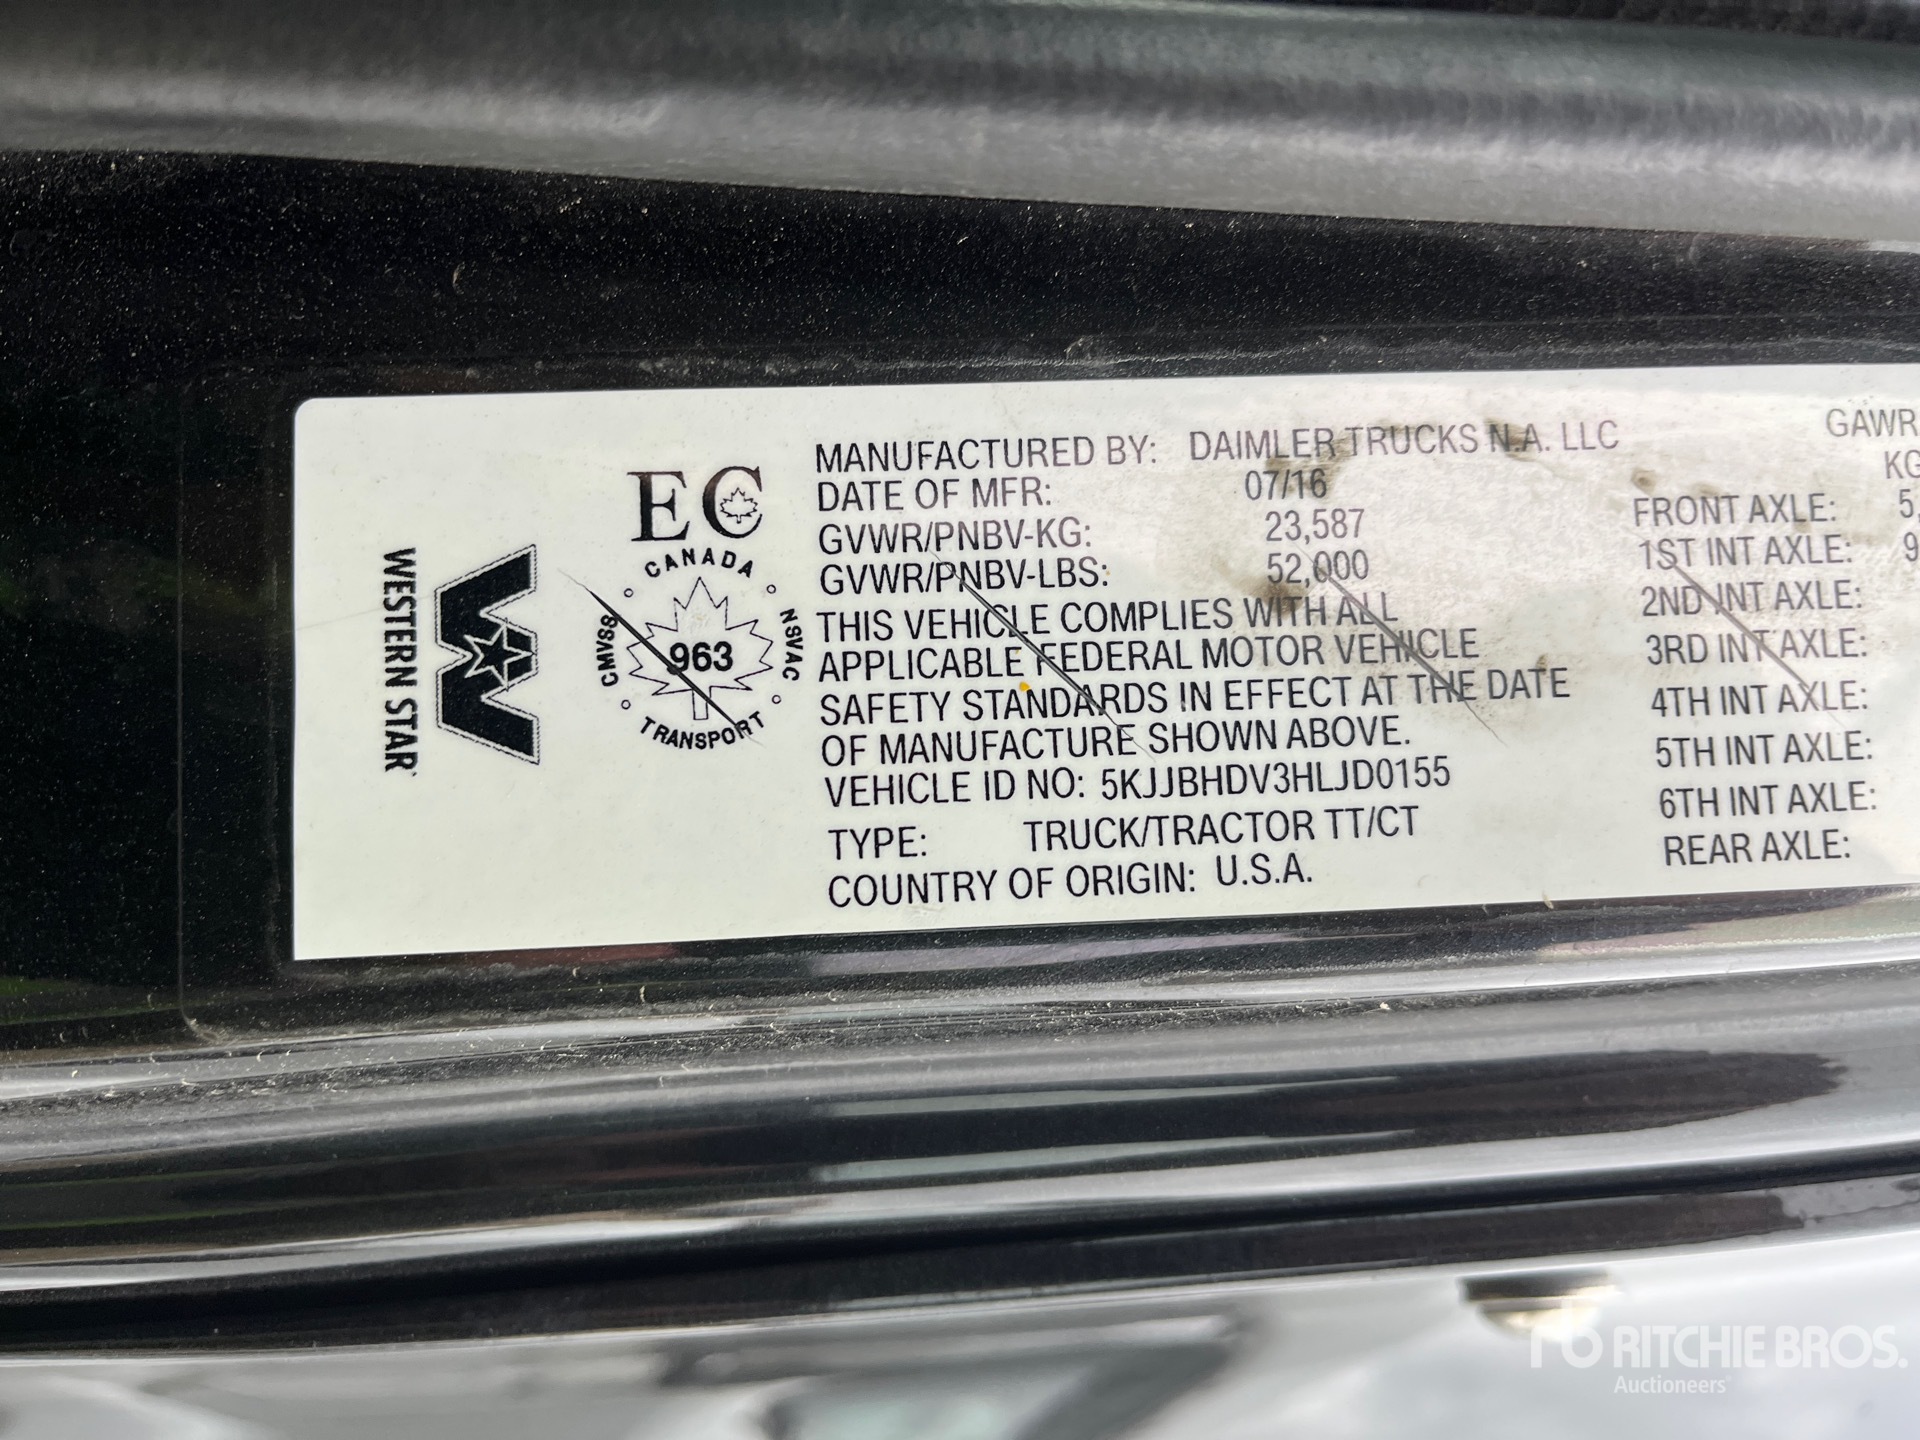 WESTERN STAR
EC
CANADA
CMVSS
963
NSVAC
TRANSPORT
MANUFACTURED BY: DAIMLER TRUCKS N.A. LLC
DATE OF MFR: 07/16
GVWR/PNBV-KG: 23,587
GVWR/PNBV-LBS: 52,000
THIS VEHICLE COMPLIES WITH ALL
APPLICABLE FEDERAL MOTOR VEHICLE
SAFETY STANDARDS IN EFFECT AT THE DATE
OF MANUFACTURE SHOWN ABOVE.
VEHICLE ID NO: 5KJJBHDV3HLJD0155
TYPE: TRUCK/TRACTOR TT/CT
COUNTRY OF ORIGIN: U.S.A.
GAWR
KG
FRONT AXLE: 5,
1ST INT AXLE: 9
2ND INT AXLE:
3RD INT AXLE:
4TH INT AXLE:
5TH INT AXLE:
6TH INT AXLE:
REAR AXLE:
rb RITCHIE BROS.
Auctioneers